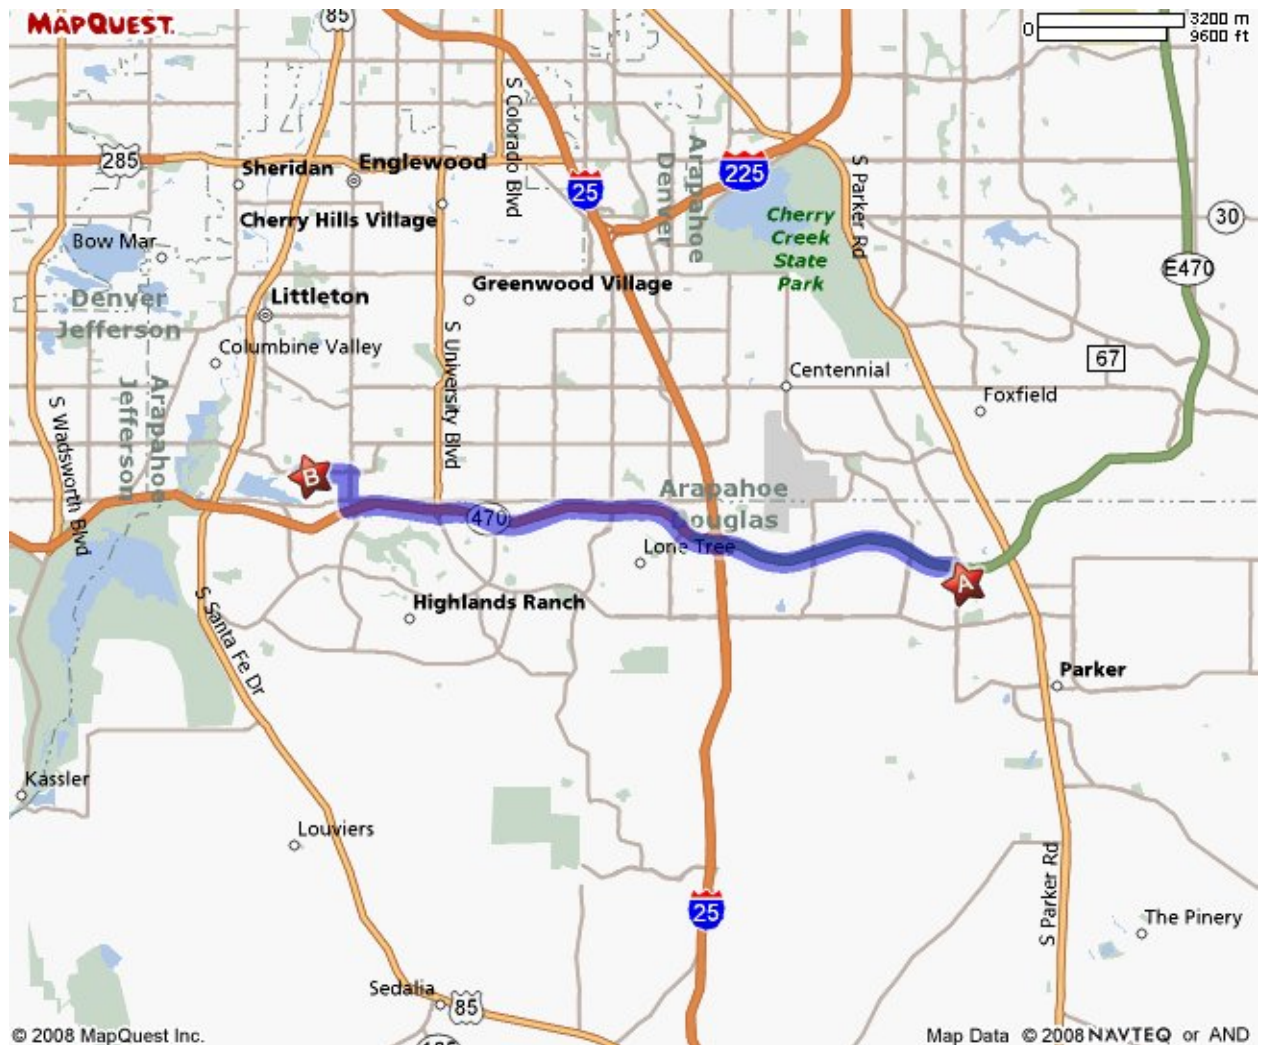 MAPQUEST.
85
3200 m
0
9600 ft
S Colorado Blvd
285
Sheridan
Englewood
25
225
Arapahoe
Denver
S Parker Rd
Cherry Hills Village
Cherry
Creek
State
Park
30
Bow Mar
E470
Denver
Jefferson
Littleton
Greenwood Village
Columbine Valley
S University Blvd
67
Centennial
Foxfield
Arapahoe
Jefferson
S Wadsworth Blvd
B
Arapahoe
Douglas
470
Lone Tree
A
S Santa Fe Dr
Highlands Ranch
Parker
Kassler
Louviers
S Parker Rd
25
The Pinery
Sedalia
85
© 2008 MapQuest Inc.
Map Data © 2008 NAVTEQ or AND